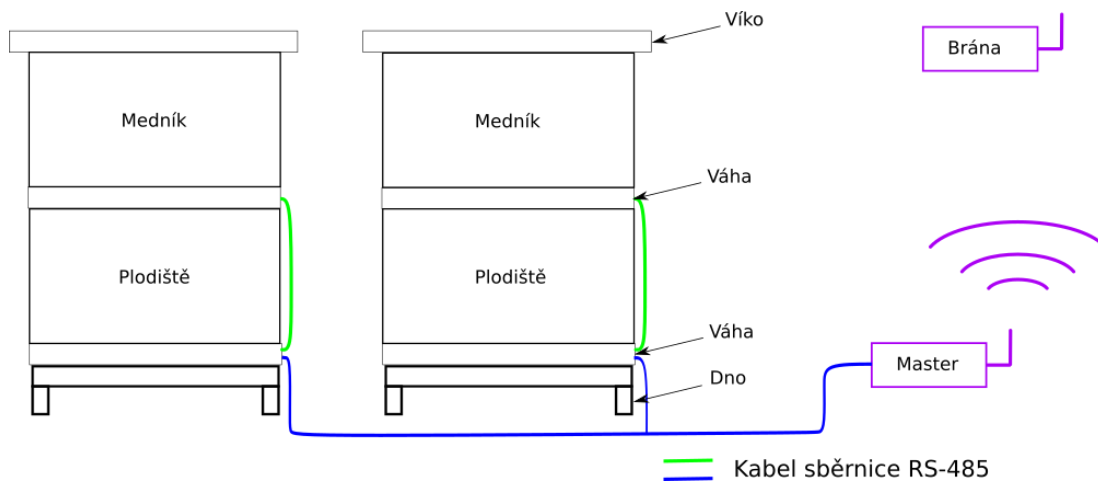 Víko
Brána
Medník
Medník
Váha
Plodiště
Plodiště
Váha
Master
Dno
Kabel sběrnice RS-485